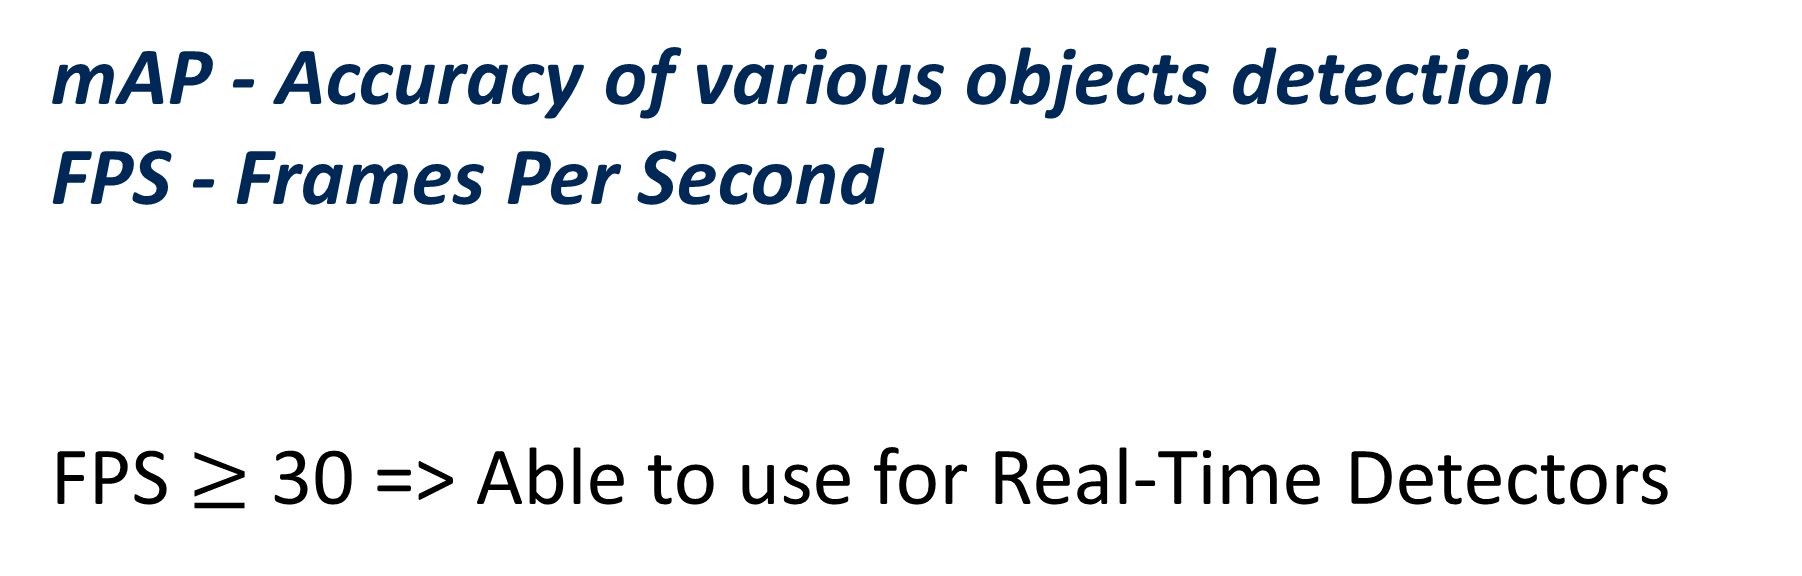 mAP - Accuracy of various objects detection
FPS - Frames Per Second
FPS ≥ 30 => Able to use for Real-Time Detectors